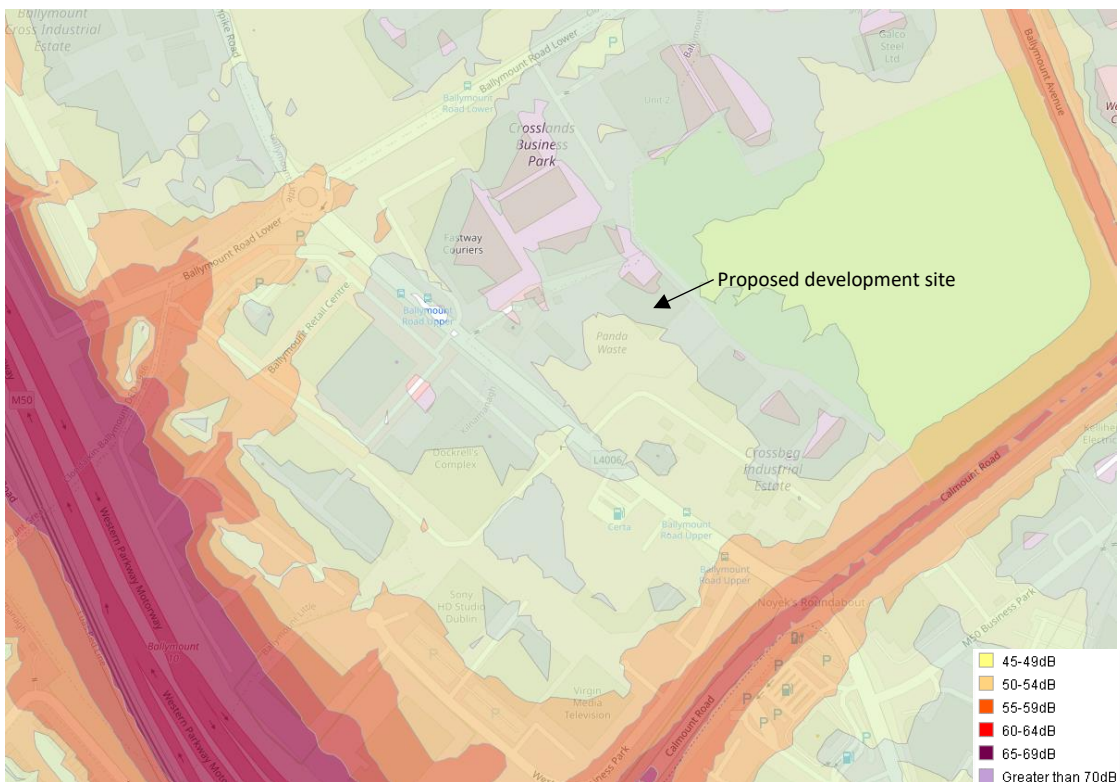 Ballymount
Cross Industrial
Estate
Ballymount Road Lower
Ballymount
Road Lower
Unit 2
Galco
Steel
Ltd
Ballymount Avenue
Crosslands
Business
Park
Fastway
Couriers
Ballymount Road Lower
Proposed development site
Ballymount
Road Upper
Ballymount Retail Centre
Panda
Waste
M50
Dockrell's
Complex
L4006
Crossbeg
Industrial
Estate
Calmount Road
Certa
Ballymount
Road Upper
Ballymount
Road Upper
Western Parkway Motorway
Noyek's Roundabout
M50 Business Park
Sony
HD Studio
Dublin
Ballymount
Western Parkway
Virgin
Media
Television
Calmount Road
45-49dB
50-54dB
55-59dB
60-64dB
65-69dB
Greater than 70dB